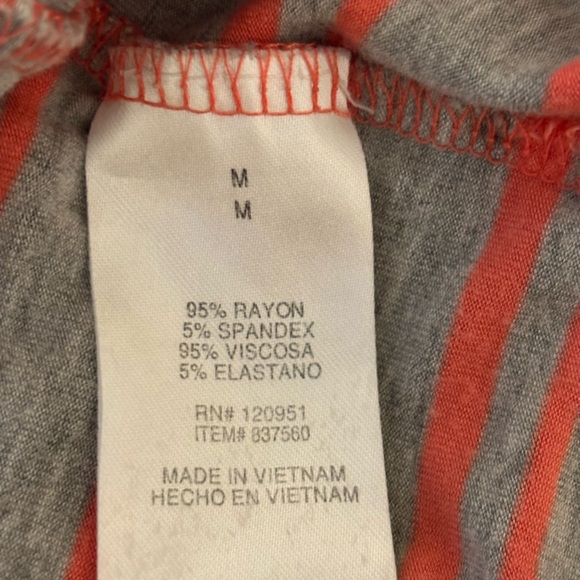 M
M
95% RAYON
5% SPANDEX
95% VISCOSA
5% ELASTANO
RN# 120951
ITEM# 837560
MADE IN VIETNAM
HECHO EN VIETNAM